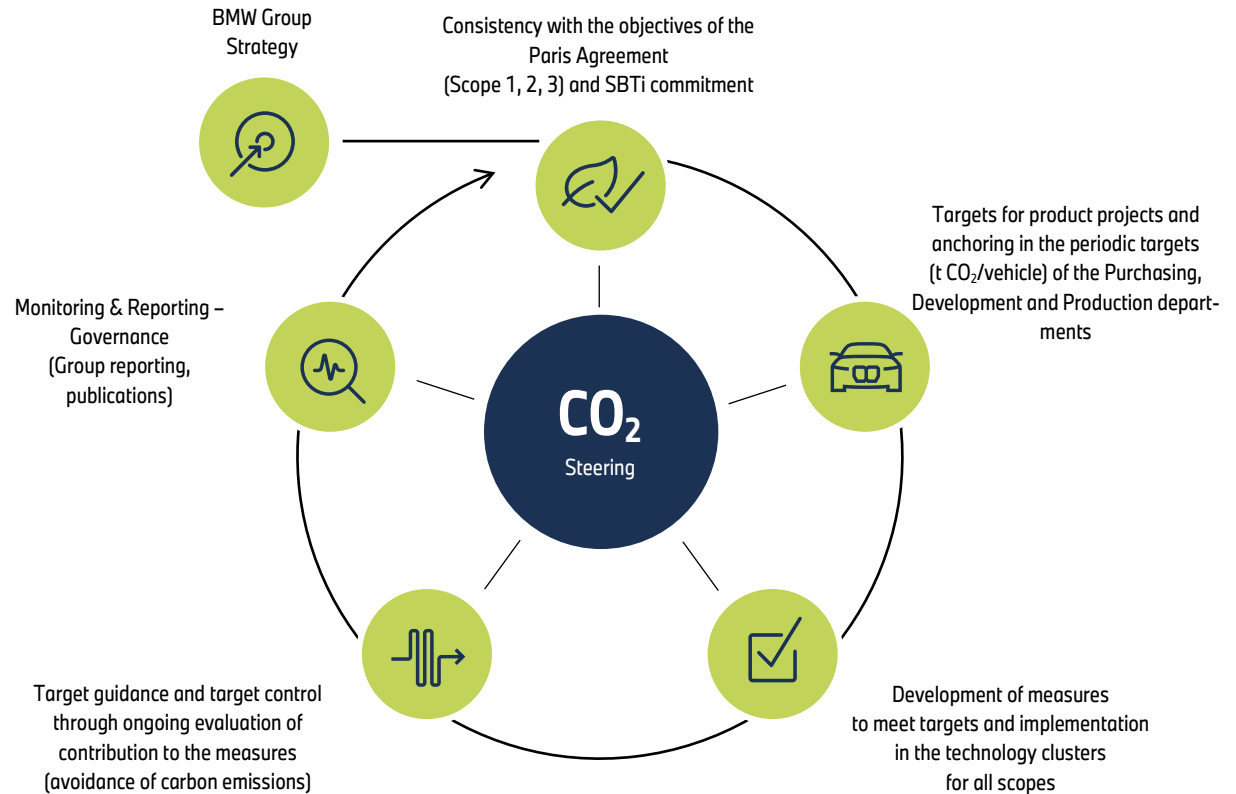 BMW Group
Strategy
Consistency with the objectives of the
Paris Agreement
(Scope 1, 2, 3) and SBTi commitment
Targets for product projects and
anchoring in the periodic targets
(t CO₂/vehicle) of the Purchasing,
Development and Production depart-
ments
Monitoring & Reporting –
Governance
(Group reporting,
publications)
CO₂
Steering
Target guidance and target control
through ongoing evaluation of
contribution to the measures
(avoidance of carbon emissions)
Development of measures
to meet targets and implementation
in the technology clusters
for all scopes